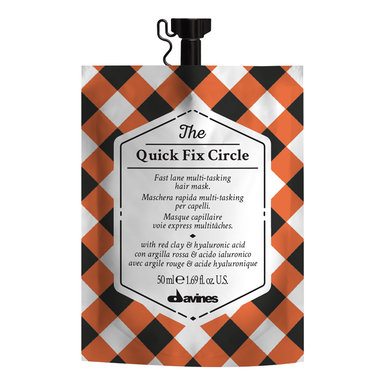 The
Quick Fix Circle
Fast lane multi-tasking
hair mask.
Maschera rapida multi-tasking
per capelli.
Masque capillaire
voie express multitâches.
with red clay & hyaluronic acid
con argilla rossa & acido ialuronico
avec argile rouge & acide hyaluronique
50 ml ℮ 1.69 fl. oz. U.S.
davines